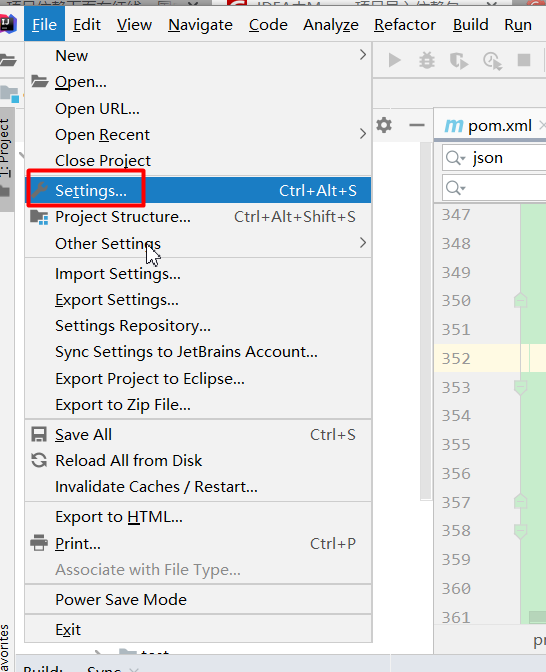 File Edit View Navigate Code Analyze Refactor Build Run
New
Open...
Open URL...
Open Recent
Close Project
Settings... Ctrl+Alt+S
Project Structure... Ctrl+Alt+Shift+S
Other Settings
Import Settings...
Export Settings...
Settings Repository...
Sync Settings to JetBrains Account...
Export Project to Eclipse...
Export to Zip File...
Save All Ctrl+S
Reload All from Disk
Invalidate Caches / Restart...
Export to HTML...
Print... Ctrl+P
Associate with File Type...
Power Save Mode
Exit
1: Project
m pom.xml
json
347
348
349
350
351
352
353
354
355
356
357
358
359
360
361
pr
test
avorites
Build: Sync